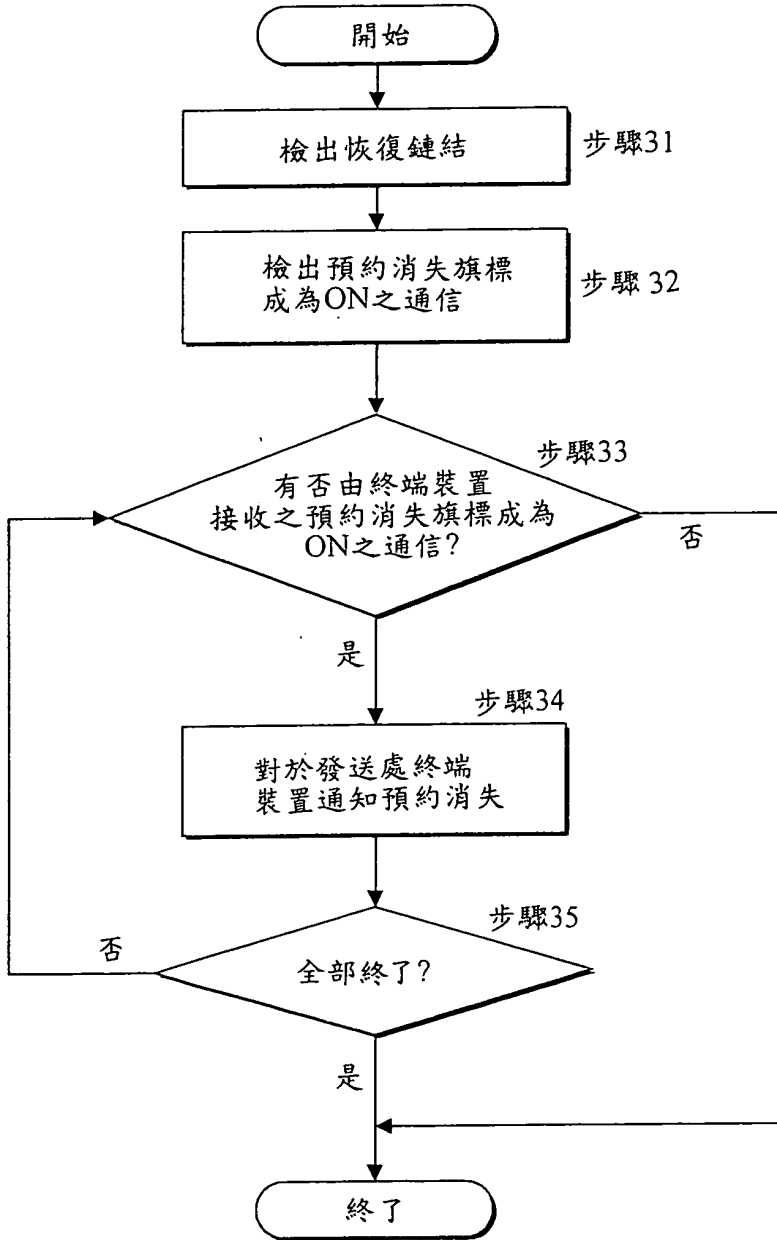 開始
檢出恢復鏈結
步驟31
檢出預約消失旗標
成為ON之通信
步驟32
步驟33
有否由終端裝置
接收之預約消失旗標成為
ON之通信?
否
是
步驟34
對於發送處終端
裝置通知預約消失
步驟35
否
全部終了?
是
終了